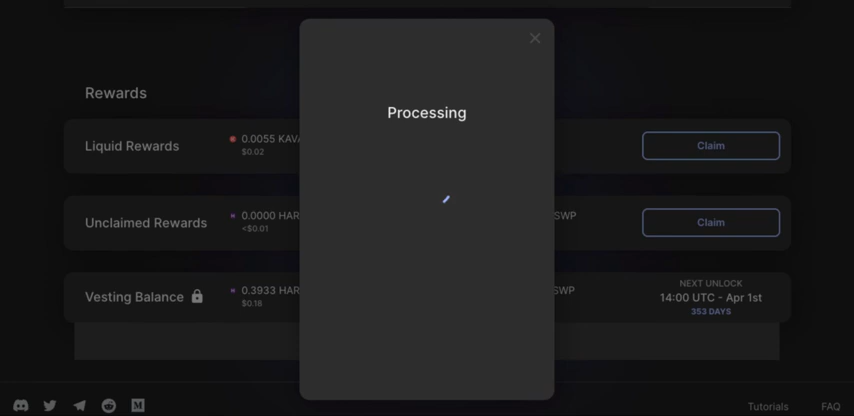 Processing
Rewards
Liquid Rewards
0.0055 KAVA
$0.02
Claim
Unclaimed Rewards
0.0000 HAR
<$0.01
SWP
Claim
Vesting Balance
0.3933 HAR
$0.18
SWP
NEXT UNLOCK
14:00 UTC - Apr 1st
353 DAYS
Tutorials
FAQ